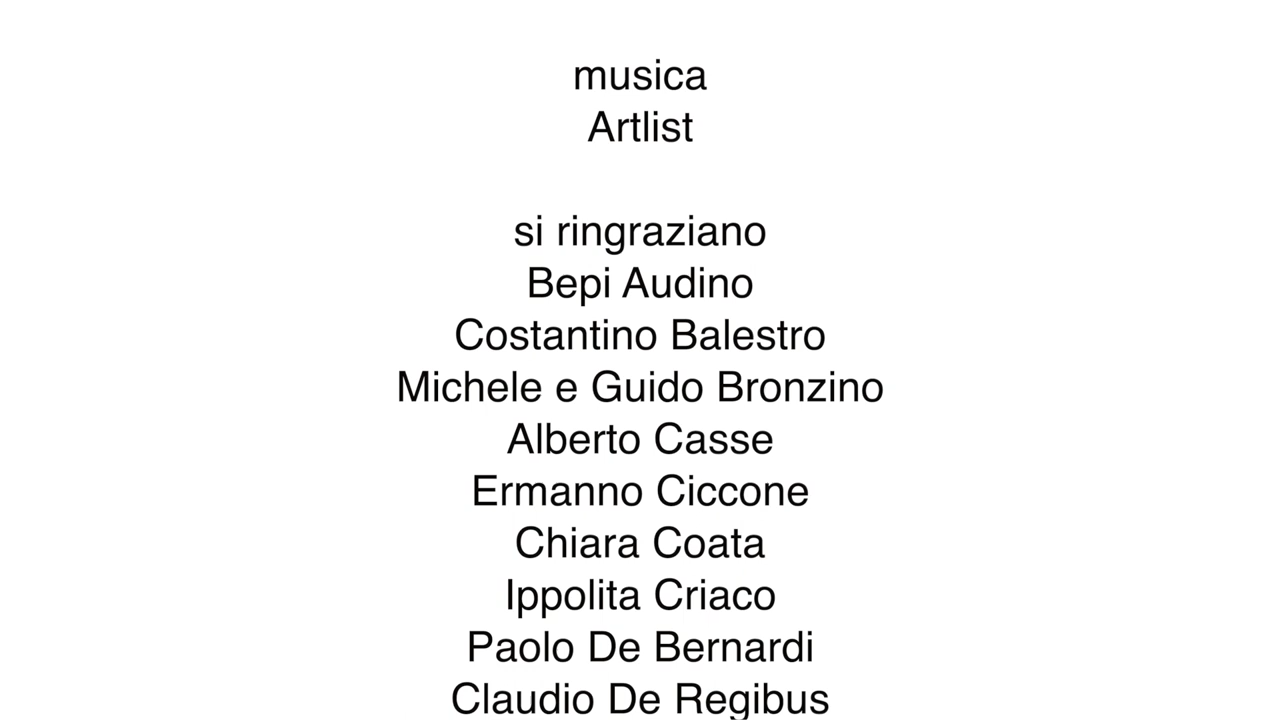 musica
Artlist
si ringraziano
Bepi Audino
Costantino Balestro
Michele e Guido Bronzino
Alberto Casse
Ermanno Ciccone
Chiara Coata
Ippolita Criaco
Paolo De Bernardi
Claudio De Regibus